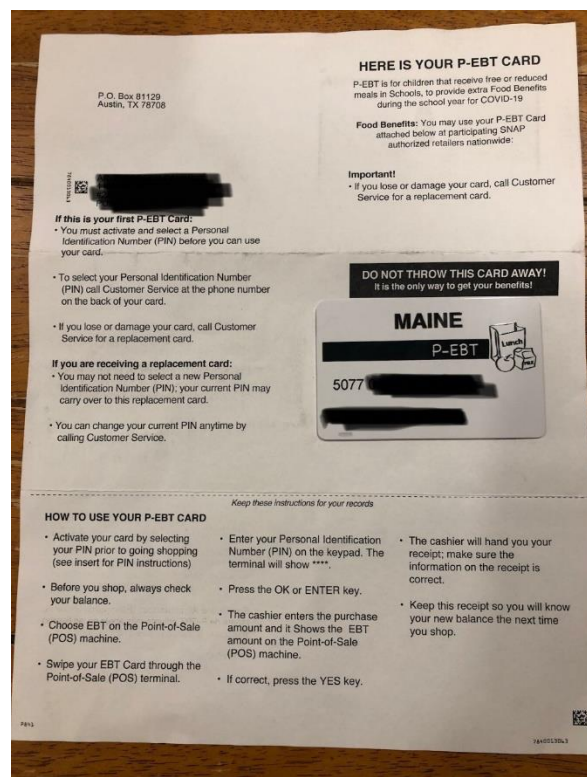 HERE IS YOUR P-EBT CARD
P-EBT is for children that receive free or reduced
meals in Schools, to provide extra Food Benefits
during the school year for COVID-19
Food Benefits: You may use your P-EBT Card
attached below at participating SNAP
authorized retailers nationwide:
P.O. Box 81129
Austin, TX 78708
Important!
• If you lose or damage your card, call Customer
Service for a replacement card.
If this is your first P-EBT Card:
• You must activate and select a Personal
Identification Number (PIN) before you can use
your card.
• To select your Personal Identification Number
(PIN) call Customer Service at the phone number
on the back of your card.
• If you lose or damage your card, call Customer
Service for a replacement card.
If you are receiving a replacement card:
• You may not need to select a new Personal
Identification Number (PIN); your current PIN may
carry over to this replacement card.
• You can change your current PIN anytime by
calling Customer Service.
DO NOT THROW THIS CARD AWAY!
It is the only way to get your benefits!
MAINE
P-EBT
Lunch
5077
Keep these instructions for your records
HOW TO USE YOUR P-EBT CARD
• Activate your card by selecting
your PIN prior to going shopping
(see insert for PIN instructions)
• Before you shop, always check
your balance.
• Choose EBT on the Point-of-Sale
(POS) machine.
• Swipe your EBT Card through the
Point-of-Sale (POS) terminal.
• Enter your Personal Identification
Number (PIN) on the keypad. The
terminal will show ****.
• Press the OK or ENTER key.
• The cashier enters the purchase
amount and it Shows the EBT
amount on the Point-of-Sale
(POS) machine.
• If correct, press the YES key.
• The cashier will hand you your
receipt; make sure the
information on the receipt is
correct.
• Keep this receipt so you will know
your new balance the next time
you shop.